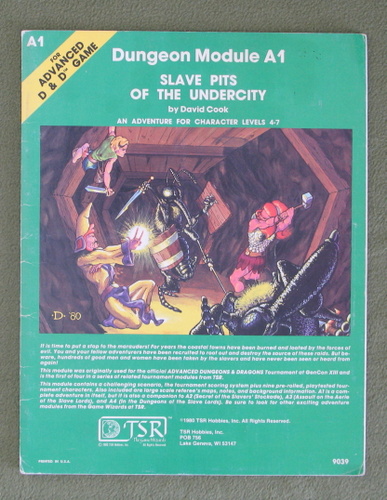 A1
FOR
ADVANCED
D & D™ GAME
Dungeon Module A1
SLAVE PITS
OF THE UNDERCITY
by David Cook
AN ADVENTURE FOR CHARACTER LEVELS 4-7
·D· '80
It is time to put a stop to the marauders! For years the coastal towns have been burned and looted by the forces of
evil. You and your fellow adventurers have been recruited to root out and destroy the source of these raids. But be-
ware, hundreds of good men and women have been taken by the slavers and have never been seen or heard from
again!
This module was originally used for the official ADVANCED DUNGEONS & DRAGONS Tournament at GenCon XIII and
is the first of four in a series of related tournament modules from TSR.
This module contains a challenging scenario, the tournament scoring system plus nine pre-rolled, playtested tour-
nament characters. Also included are large scale referee's maps, notes, and background information. A1 is a com-
plete adventure in itself, but it is also a companion to A2 (Secret of the Slavers' Stockade), A3 (Assault on the Aerie
of the Slave Lords), and A4 (In the Dungeons of the Slave Lords). Be sure to look for other exciting adventure
modules from the Game Wizards of TSR.
TSR
The Game Wizards
©1980 TSR Hobbies, Inc. All Rights Reserved.
TSR Hobbies, Inc.
POB 756
Lake Geneva, WI 53147
PRINTED IN U.S.A.
9039